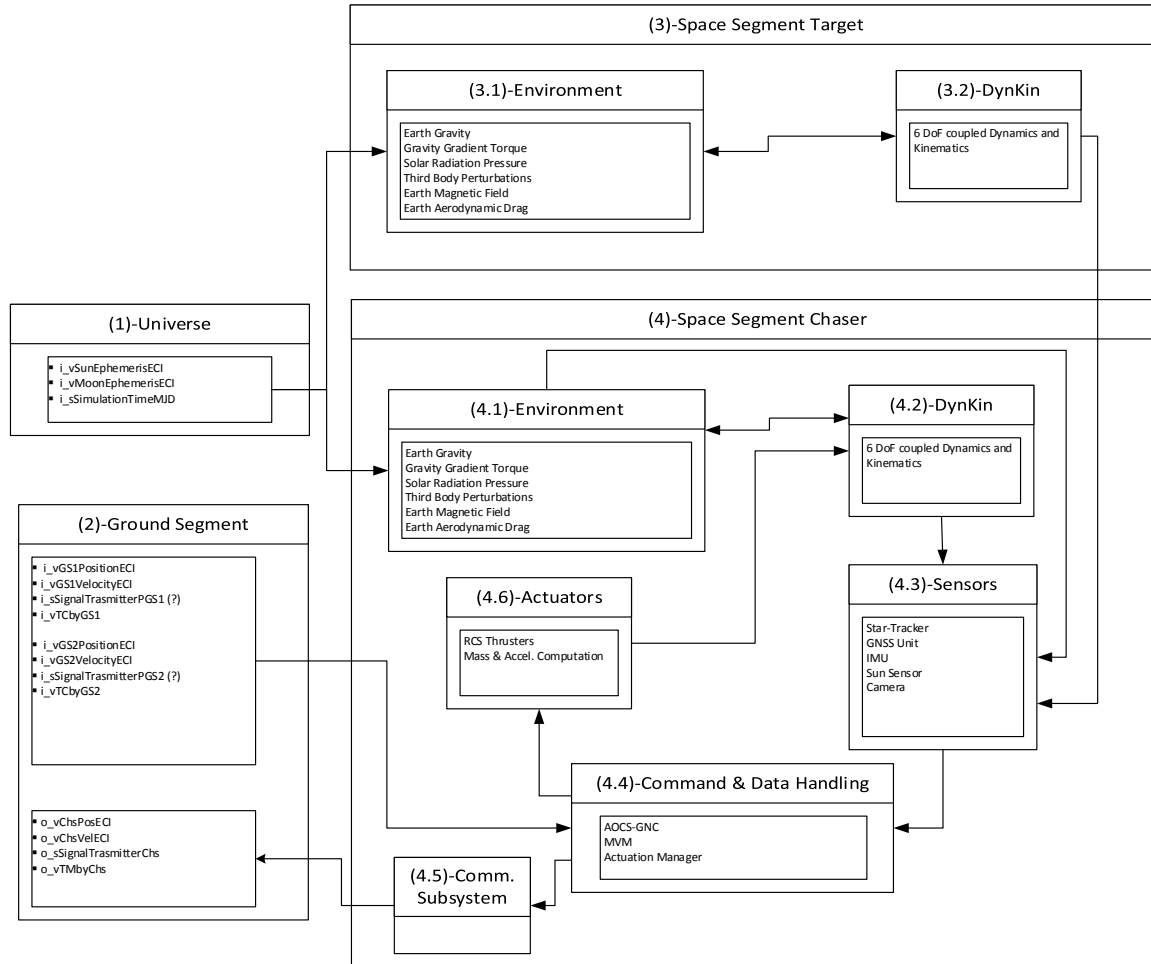 (3)-Space Segment Target
(3.1)-Environment
Earth Gravity
Gravity Gradient Torque
Solar Radiation Pressure
Third Body Perturbations
Earth Magnetic Field
Earth Aerodynamic Drag
(3.2)-DynKin
6 DoF coupled Dynamics and
Kinematics
(1)-Universe
▪ i_vSunEphemerisECI
▪ i_vMoonEphemerisECI
▪ i_sSimulationTimeMJD
(4)-Space Segment Chaser
(4.1)-Environment
Earth Gravity
Gravity Gradient Torque
Solar Radiation Pressure
Third Body Perturbations
Earth Magnetic Field
Earth Aerodynamic Drag
(4.2)-DynKin
6 DoF coupled Dynamics and
Kinematics
(2)-Ground Segment
▪ i_vGS1PositionECI
▪ i_vGS1VelocityECI
▪ i_sSignalTrasmitterPGS1 (?)
▪ i_vTCbyGS1
▪ i_vGS2PositionECI
▪ i_vGS2VelocityECI
▪ i_sSignalTrasmitterPGS2 (?)
▪ i_vTCbyGS2
▪ o_vChsPosECI
▪ o_vChsVelECI
▪ o_sSignalTrasmitterChs
▪ o_vTMbyChs
(4.6)-Actuators
RCS Thrusters
Mass & Accel. Computation
(4.3)-Sensors
Star-Tracker
GNSS Unit
IMU
Sun Sensor
Camera
(4.4)-Command & Data Handling
AOCS-GNC
MVM
Actuation Manager
(4.5)-Comm.
Subsystem